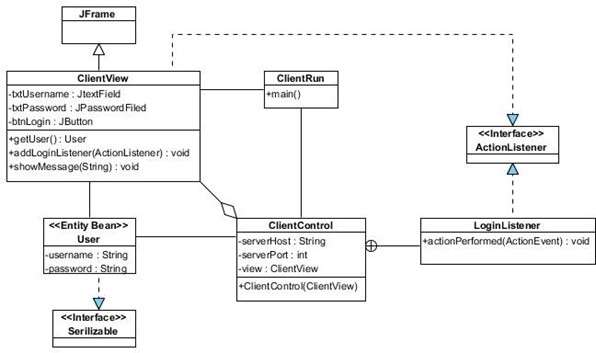 JFrame
ClientView
-txtUsername : JtextField
-txtPassword : JPasswordFiled
-btnLogin : JButton
+getUser() : User
+addLoginListener(ActionListener) : void
+showMessage(String) : void
ClientRun
+main()
<<Interface>>
ActionListener
<<Entity Bean>>
User
-username : String
-password : String
ClientControl
-serverHost : String
-serverPort : int
-view : ClientView
+ClientControl(ClientView)
LoginListener
+actionPerformed(ActionEvent) : void
<<Interface>>
Serilizable